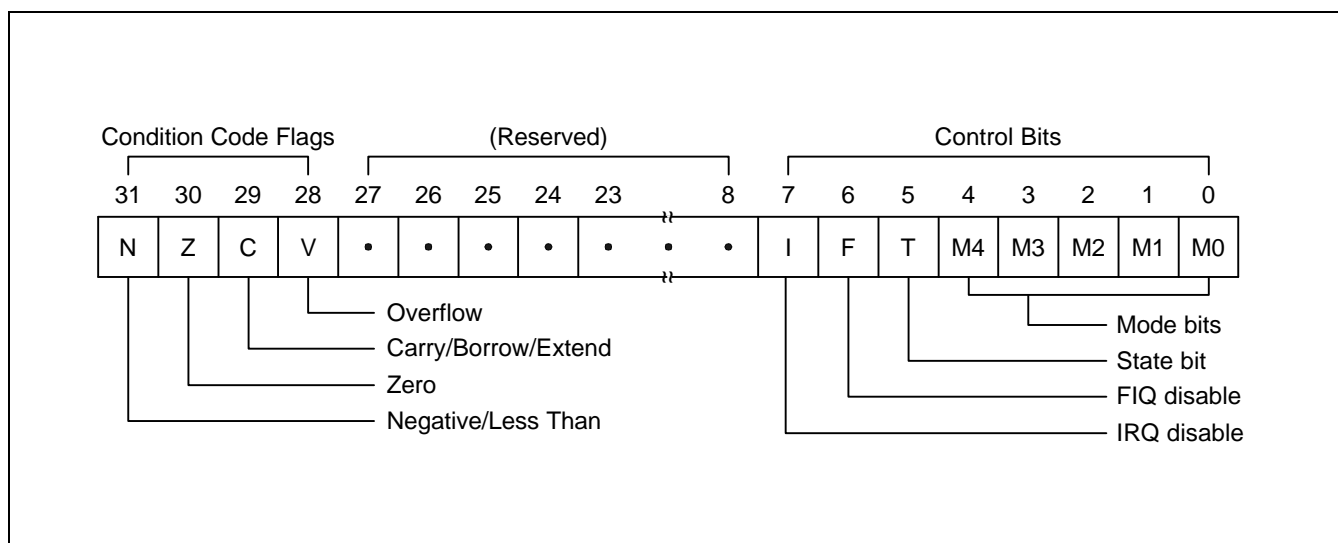 Condition Code Flags (Reserved) Control Bits
31 30 29 28 27 26 25 24 23 8 7 6 5 4 3 2 1 0
N Z C V • • • • • • • I F T M4 M3 M2 M1 M0
Overflow
Carry/Borrow/Extend
Zero
Negative/Less Than
Mode bits
State bit
FIQ disable
IRQ disable